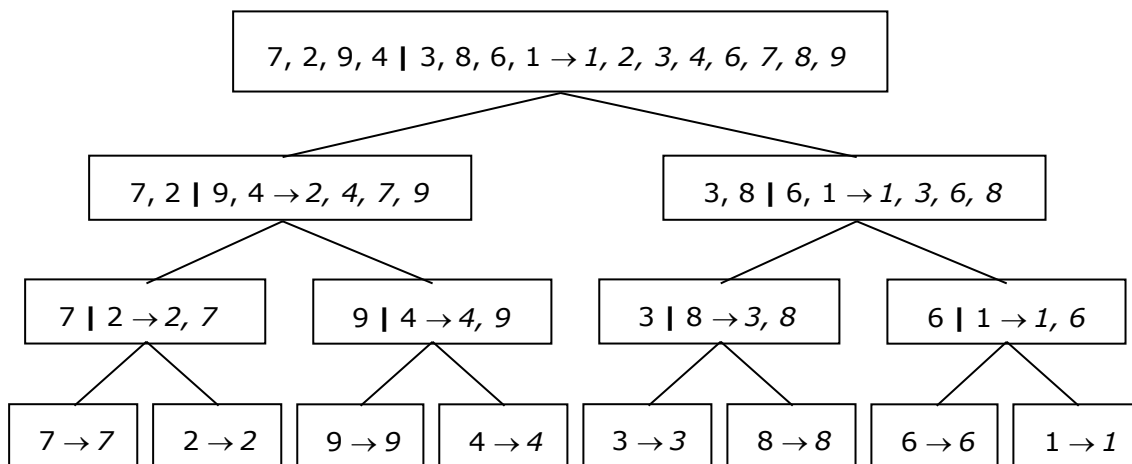 7, 2, 9, 4 | 3, 8, 6, 1 → 1, 2, 3, 4, 6, 7, 8, 9
7, 2 | 9, 4 → 2, 4, 7, 9
3, 8 | 6, 1 → 1, 3, 6, 8
7 | 2 → 2, 7
9 | 4 → 4, 9
3 | 8 → 3, 8
6 | 1 → 1, 6
7 → 7
2 → 2
9 → 9
4 → 4
3 → 3
8 → 8
6 → 6
1 → 1